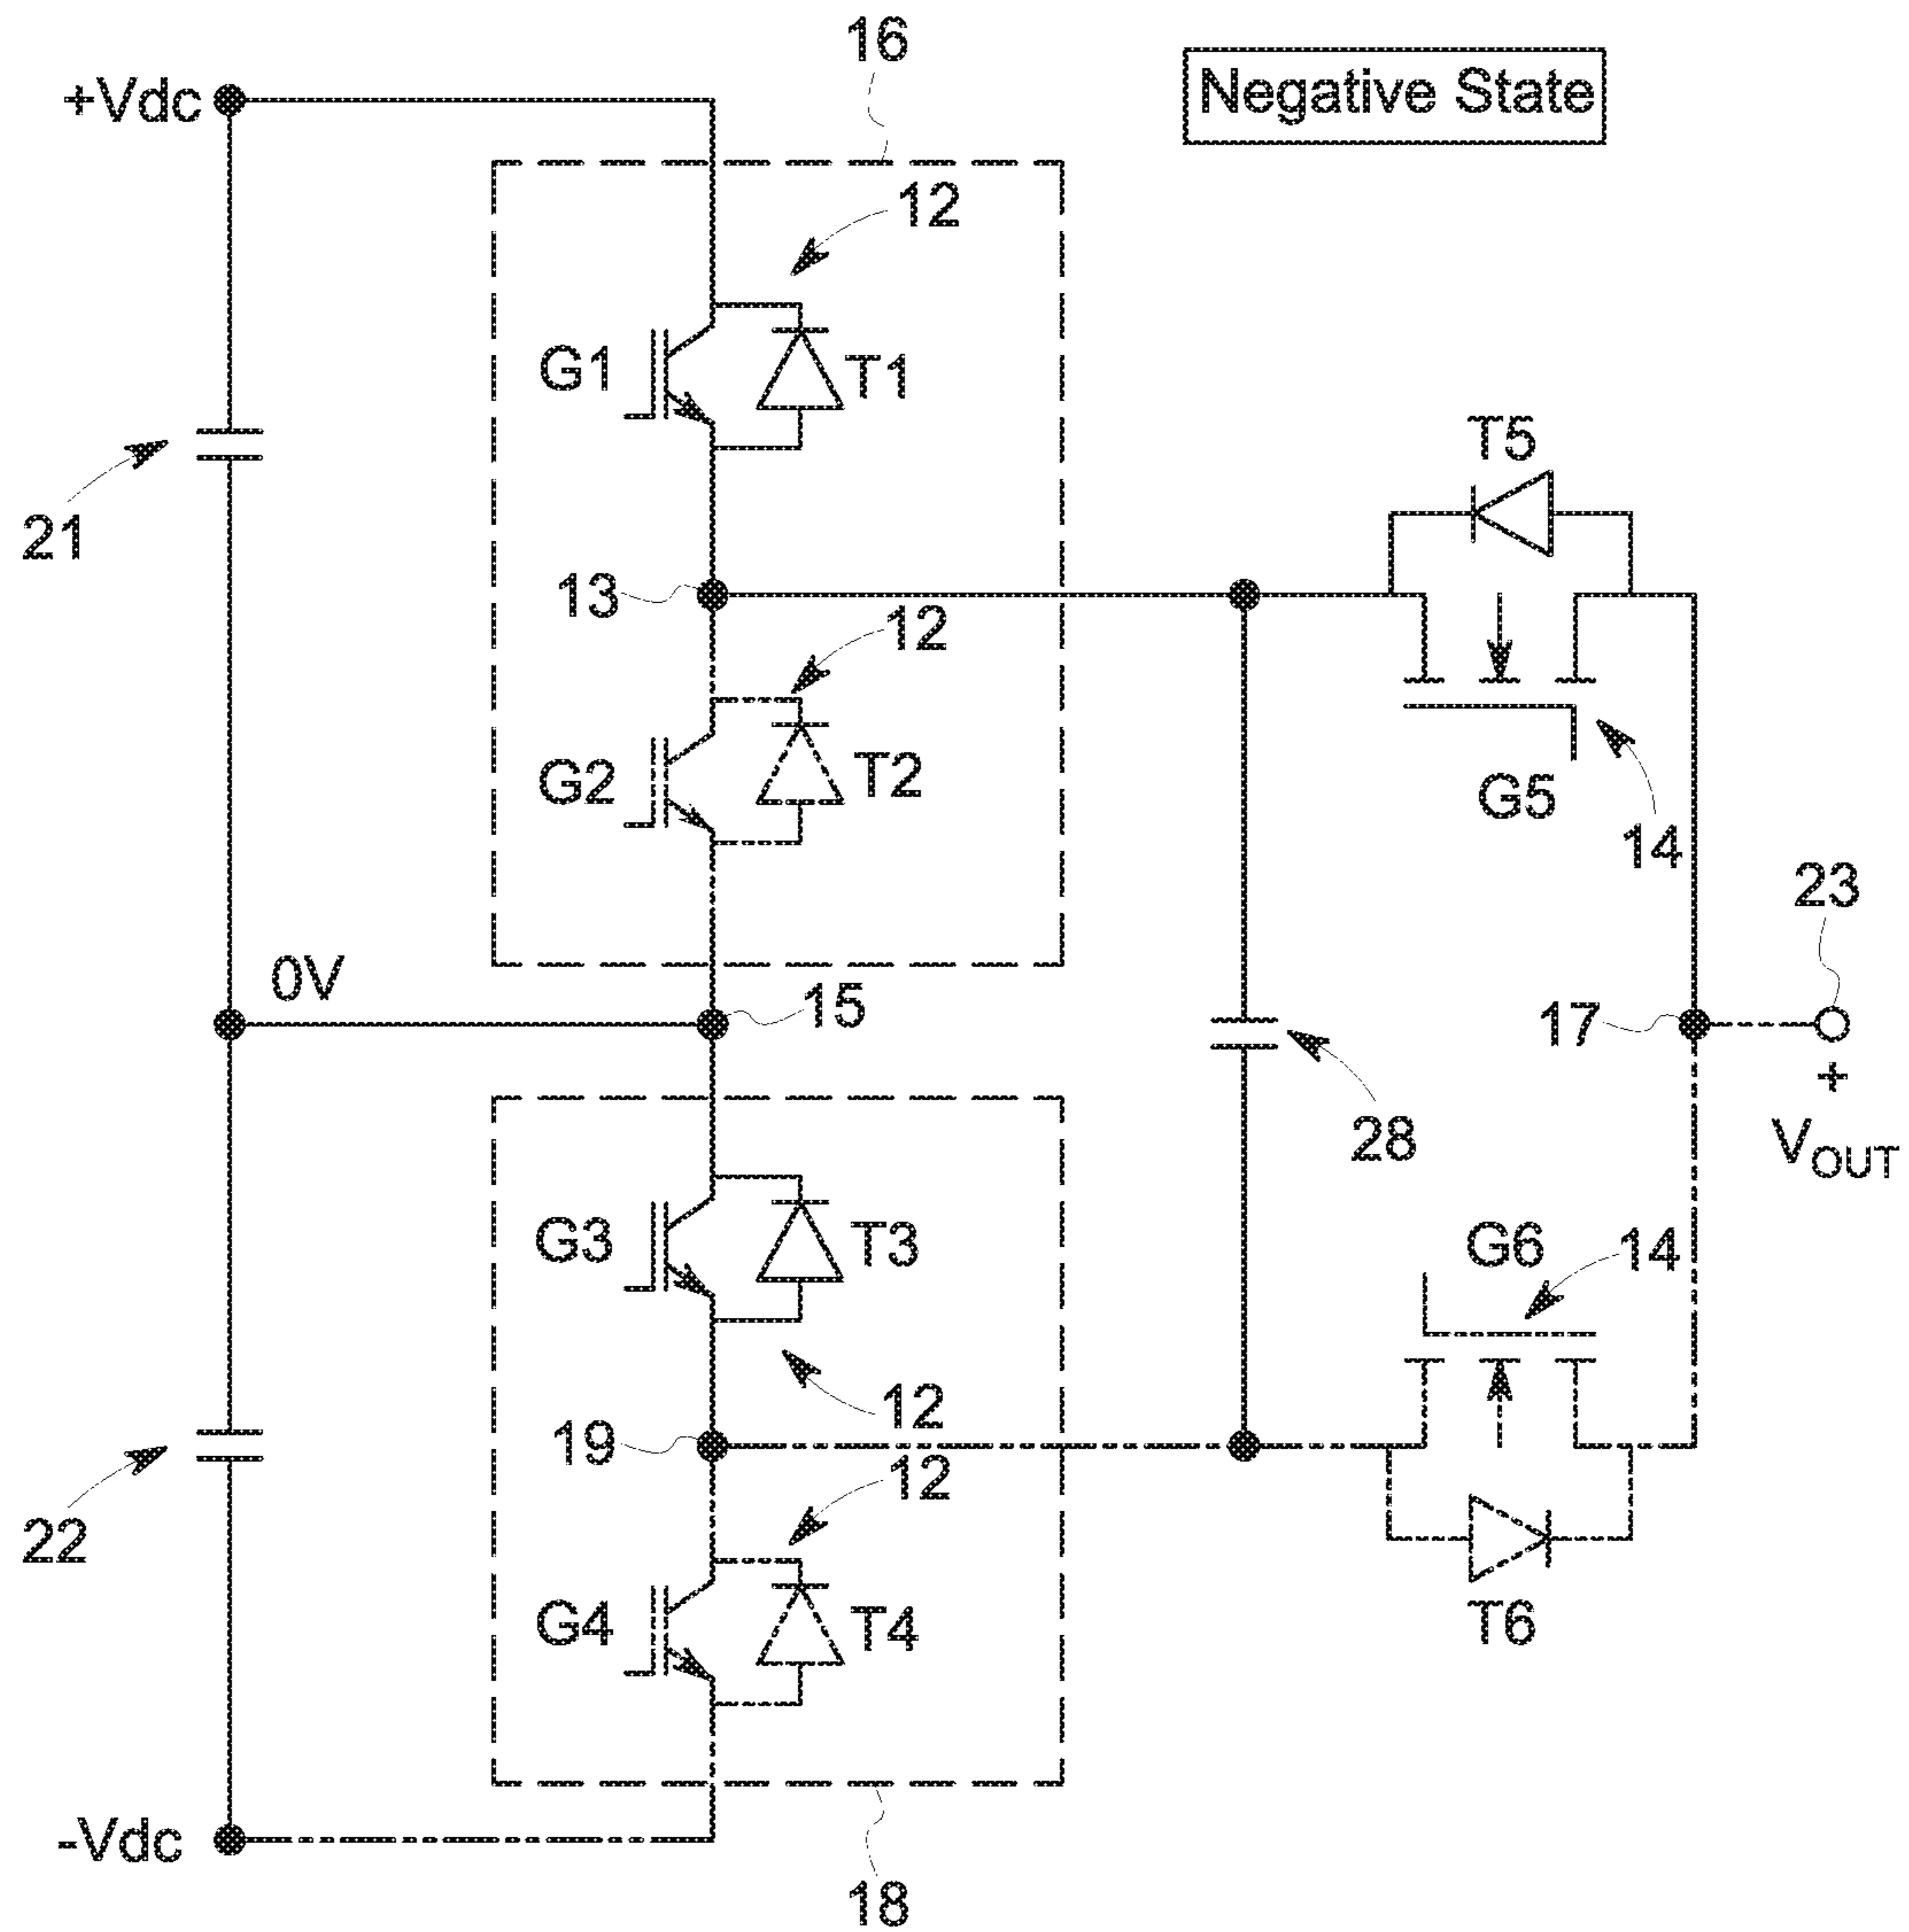 16
Negative State
+Vdc
12
G1
T1
T5
21
13
12
G2
T2
G5
14
23
0V
15
17
+
28
VOUT
G3
T3
G6
14
12
19
12
22
G4
T4
T6
-Vdc
18